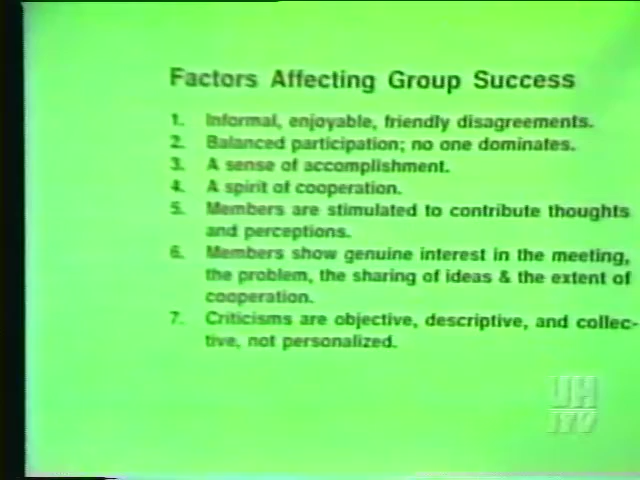 Factors Affecting Group Success
1. Informal, enjoyable, friendly disagreements.
2. Balanced participation; no one dominates.
3. A sense of accomplishment.
4. A spirit of cooperation.
5. Members are stimulated to contribute thoughts
and perceptions.
6. Members show genuine interest in the meeting,
the problem, the sharing of ideas & the extent of
cooperation.
7. Criticisms are objective, descriptive, and collec-
tive, not personalized.
UH
ITV